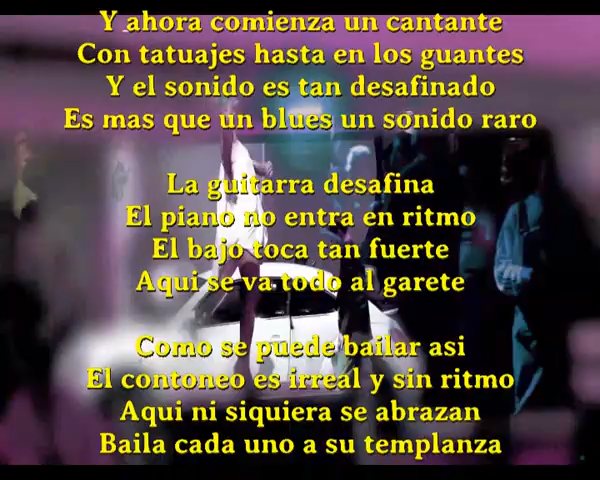 Y ahora comienza un cantante
Con tatuajes hasta en los guantes
Y el sonido es tan desafinado
Es mas que un blues un sonido raro
La guitarra desafina
El piano no entra en ritmo
El bajo toca tan fuerte
Aqui se va todo al garete
Como se puede bailar asi
El contoneo es irreal y sin ritmo
Aqui ni siquiera se abrazan
Baila cada uno a su templanza